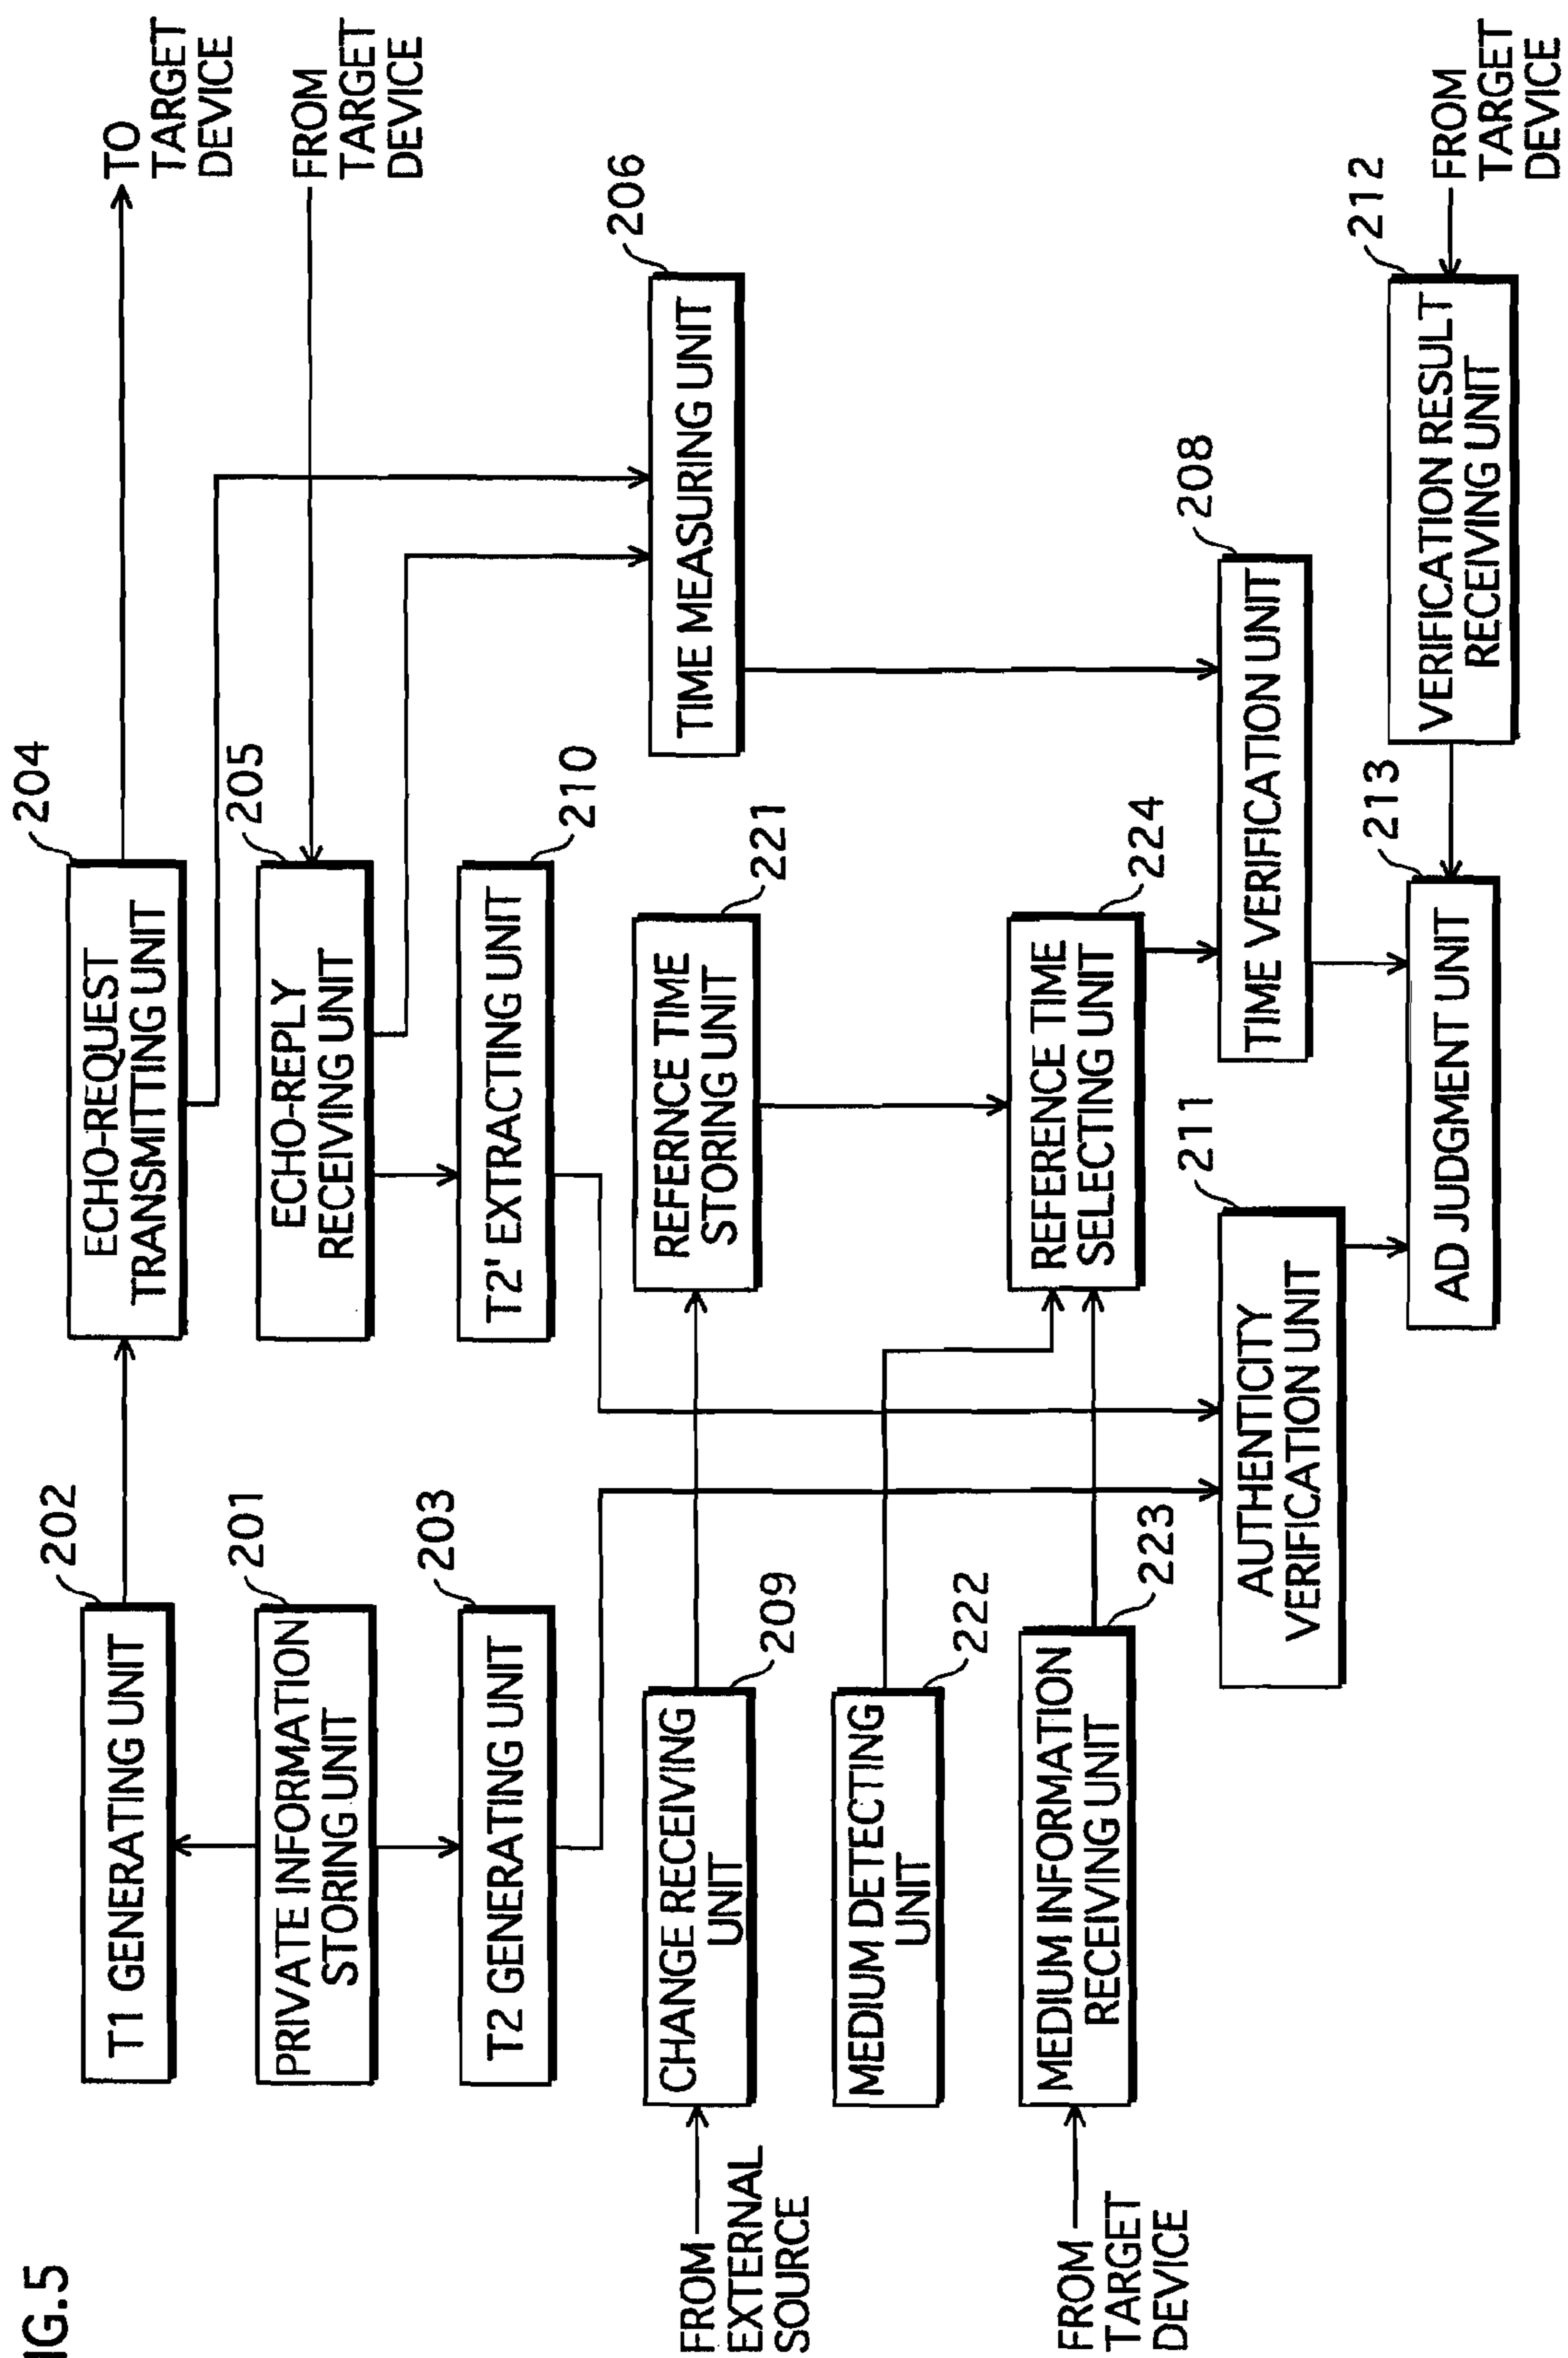 IG.5
202
T1 GENERATING UNIT
204
ECHO-REQUEST
TRANSMITTING UNIT
TO
TARGET
DEVICE
201
PRIVATE INFORMATION
STORING UNIT
205
ECHO-REPLY
RECEIVING UNIT
FROM
TARGET
DEVICE
203
T2 GENERATING UNIT
210
T2' EXTRACTING UNIT
206
TIME MEASURING UNIT
FROM
EXTERNAL
SOURCE
CHANGE RECEIVING
UNIT
209
REFERNCE TIME
STORING UNIT
221
MEDIUM DETECTING
UNIT
222
FROM
TARGET
DEVICE
MEDIUM INFORMATION
RECEIVING UNIT
223
REFERENCE TIME
SELECTING UNIT
224
208
TIME VERIFICATION UNIT
211
AUTHENTICITY
VERIFICATION UNIT
213
AD JUDGMENT UNIT
212
VERIFICATION RESULT
RECEIVING UNIT
FROM
TARGET
DEVICE